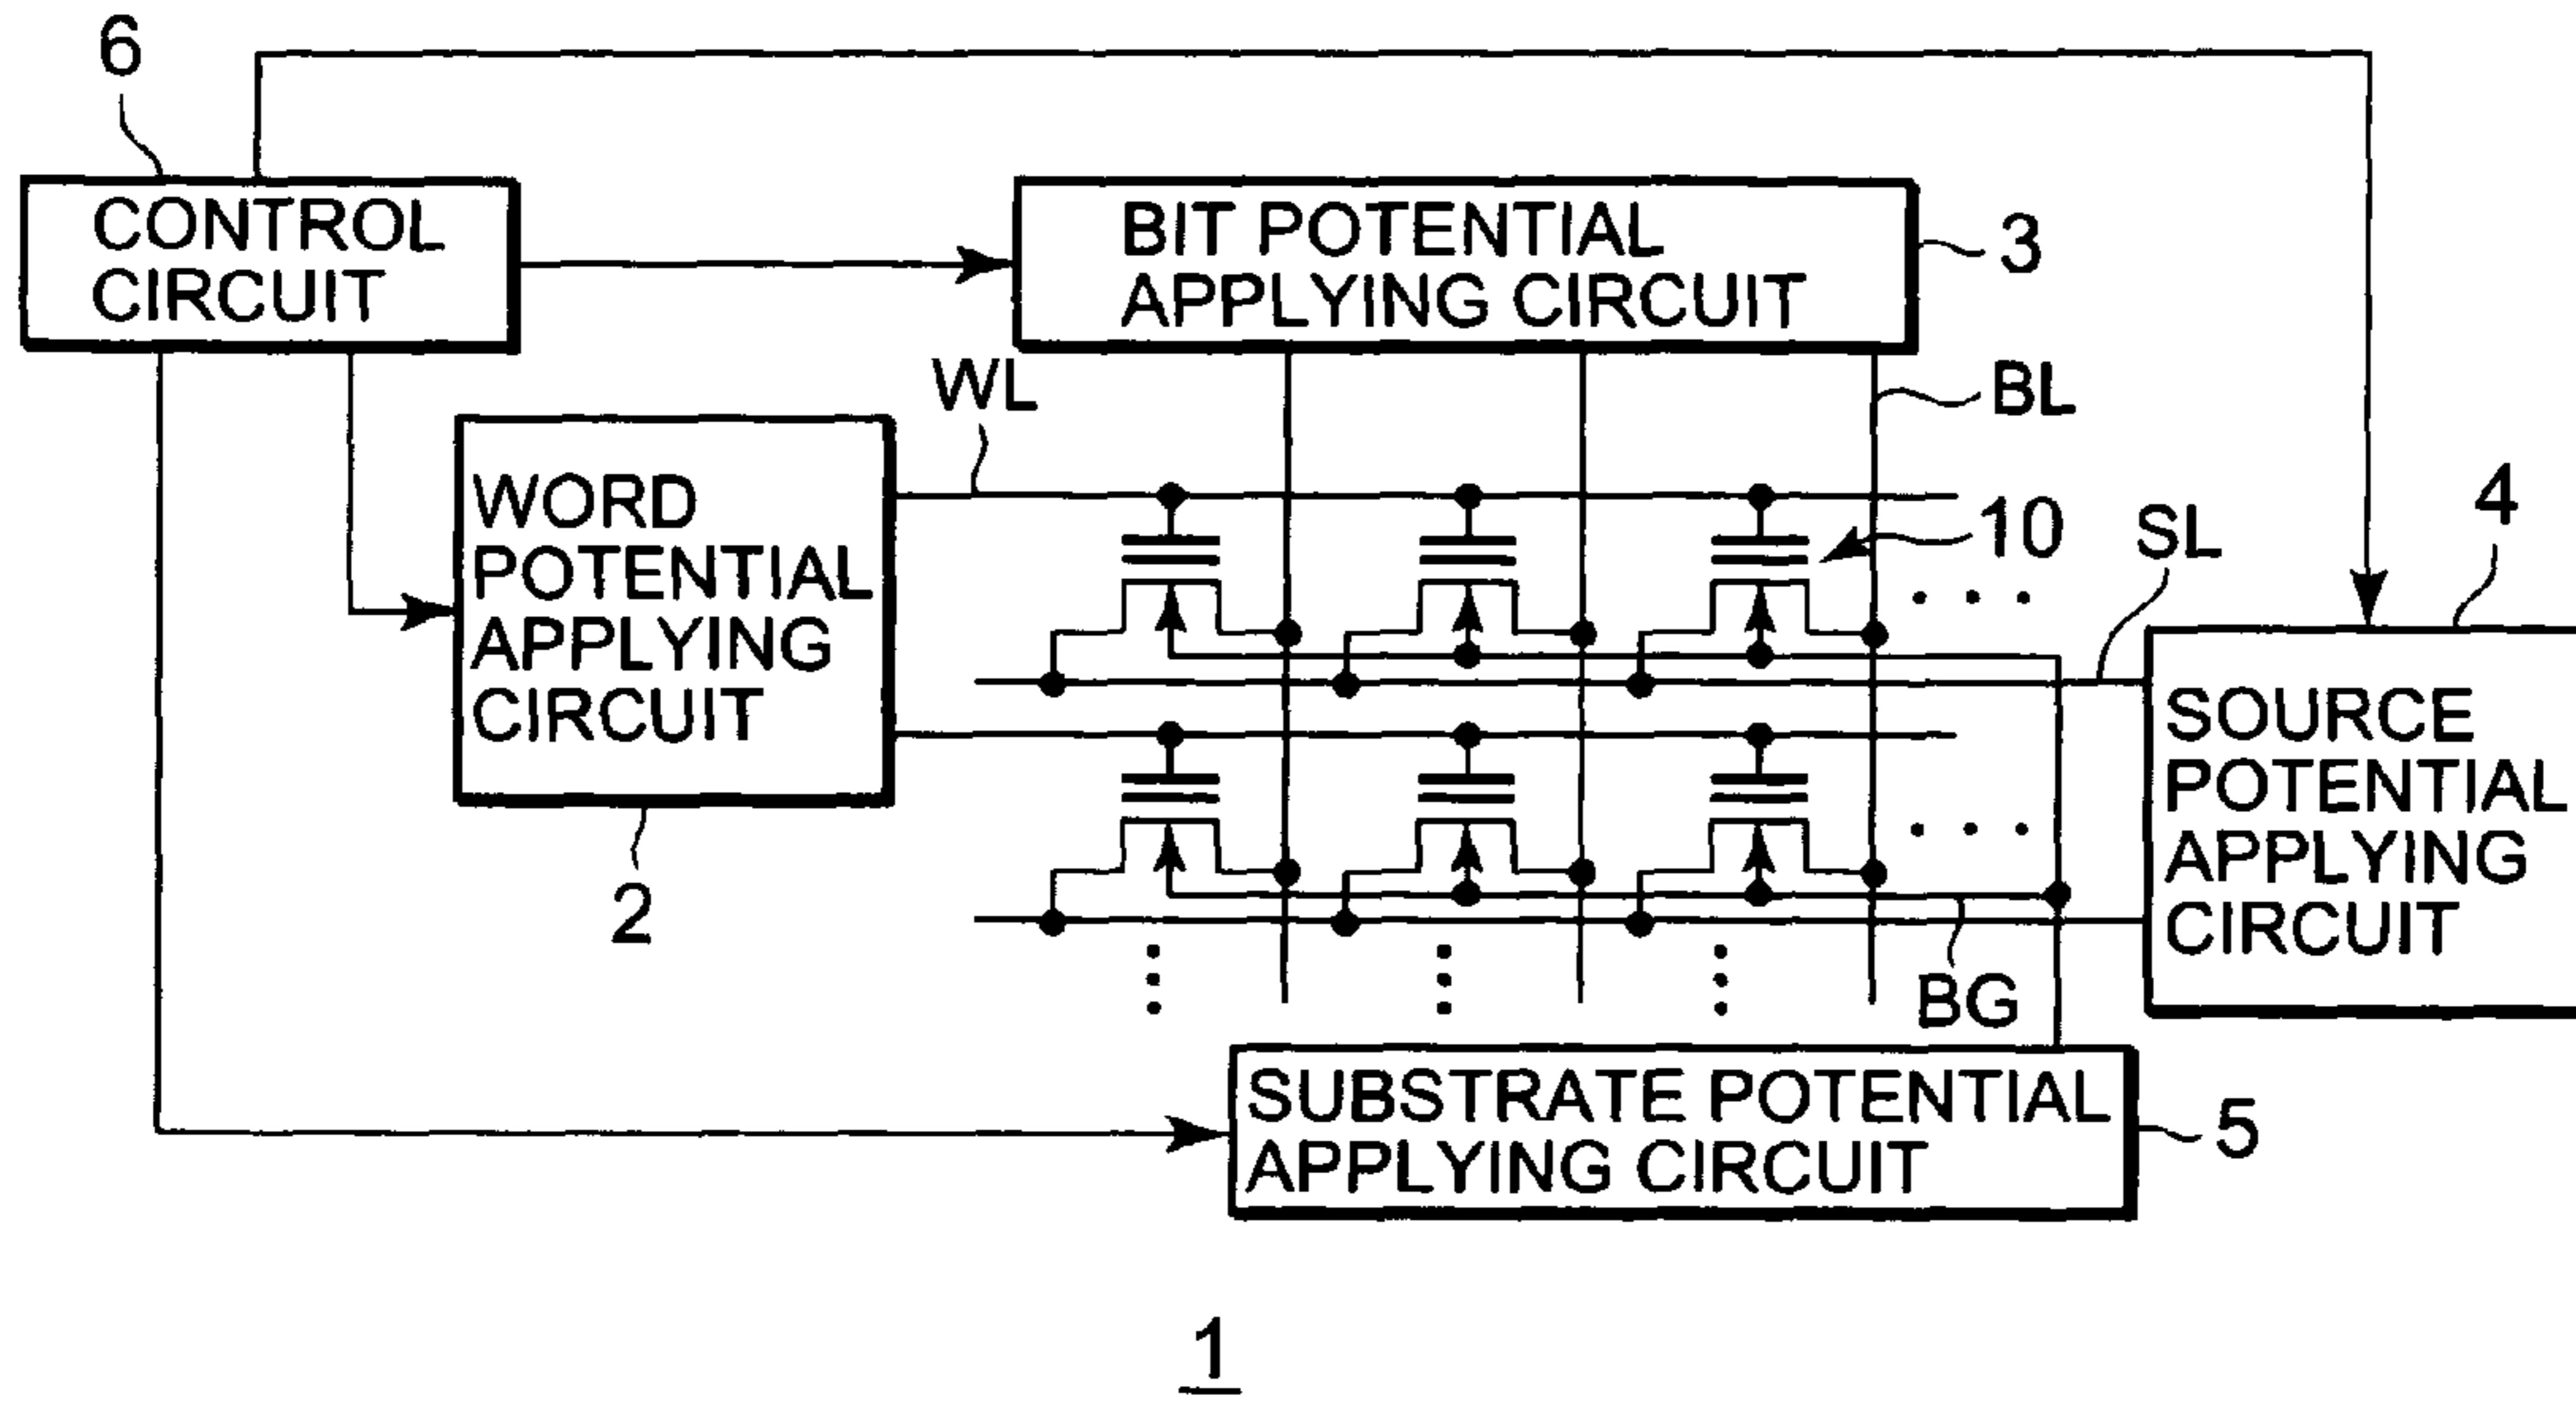 6
CONTROL
CIRCUIT
BIT POTENTIAL
APPLYING CIRCUIT
3
WL
BL
WORD
POTENTIAL
APPLYING
CIRCUIT
2
10
SL
4
SOURCE
POTENTIAL
APPLYING
CIRCUIT
BG
SUBSTRATE POTENTIAL
APPLYING CIRCUIT
5
1